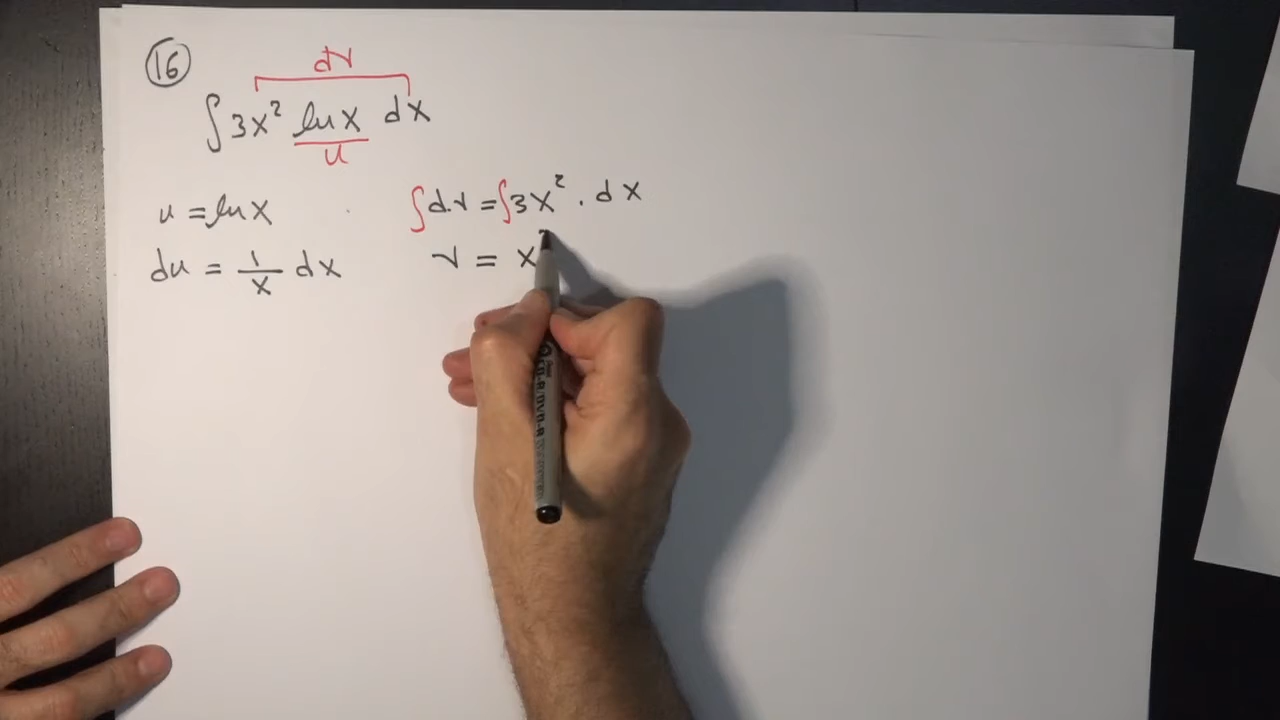 16
dv
∫ 3x² ln x dx
u
u = ln x
∫ dv = ∫ 3x² · dx
du = 1/x dx
v = x